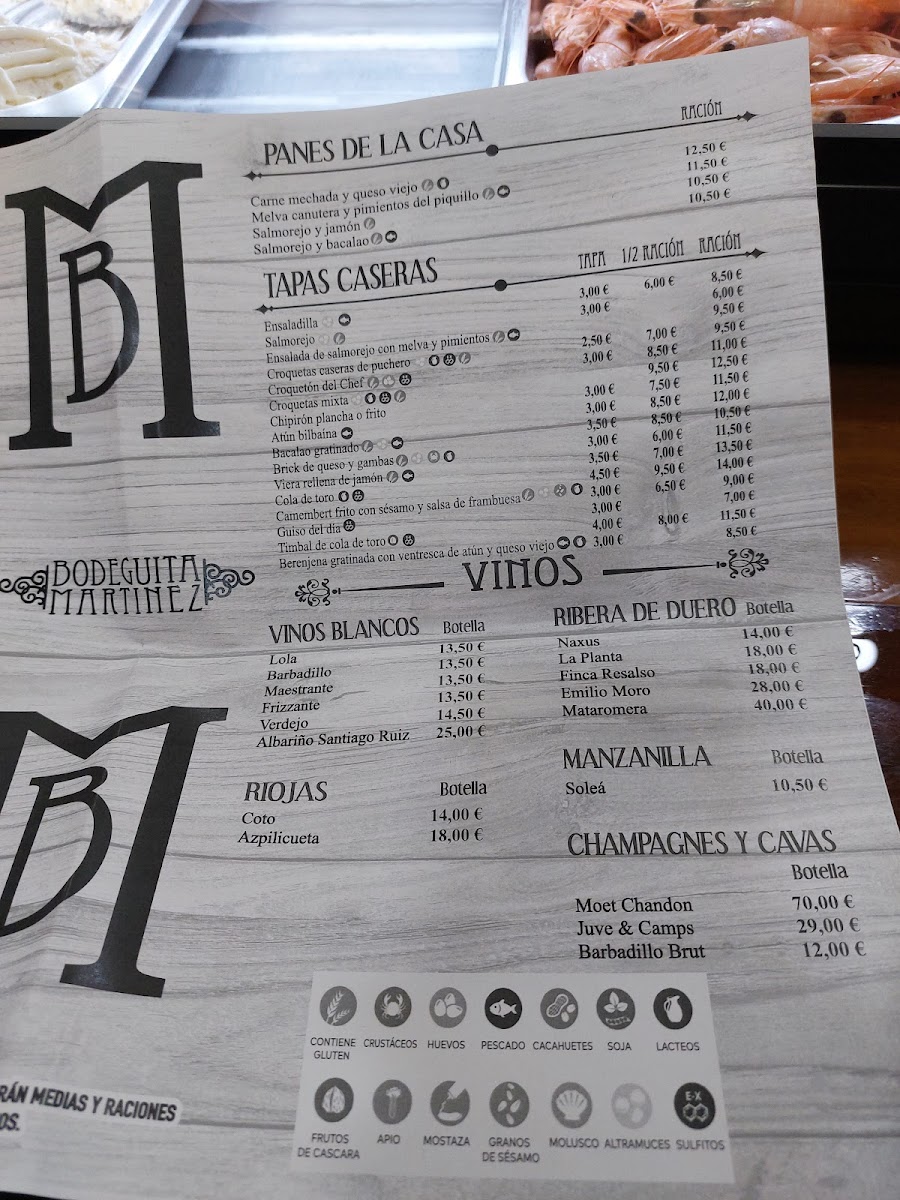 PANES DE LA CASA RACIÓN
Carne mechada y queso viejo 12,50 €
Melva canutera y pimientos del piquillo 11,50 €
Salmorejo y jamón 10,50 €
Salmorejo y bacalao 10,50 €
TAPAS CASERAS TAPA 1/2 RACIÓN RACIÓN
Ensaladilla 3,00 € 6,00 € 8,50 €
Salmorejo 3,00 € 6,00 €
Ensalada de salmorejo con melva y pimientos 9,50 €
Croquetas caseras de puchero 2,50 € 7,00 € 9,50 €
Croquetón del Chef 3,00 € 8,50 € 11,00 €
Croquetas mixta 9,50 € 12,50 €
Chipirón plancha o frito 3,00 € 7,50 € 11,50 €
Atún bilbaína 3,00 € 8,50 € 12,00 €
Bacalao gratinado 3,50 € 8,50 € 10,50 €
Brick de queso y gambas 3,00 € 6,00 € 11,50 €
Viera rellena de jamón 3,50 € 7,00 € 13,50 €
Cola de toro 4,50 € 9,50 € 14,00 €
Camembert frito con sésamo y salsa de frambuesa 3,00 € 6,50 € 9,00 €
Guiso del día 3,00 € 7,00 €
Timbal de cola de toro 4,00 € 8,00 € 11,50 €
Berenjena gratinada con ventresca de atún y queso viejo 3,00 € 8,50 €
MB
BODEGUITA
MARTINEZ
VINOS
VINOS BLANCOS Botella
Lola 13,50 €
Barbadillo 13,50 €
Maestrante 13,50 €
Frizzante 13,50 €
Verdejo 14,50 €
Albariño Santiago Ruiz 25,00 €
RIBERA DE DUERO Botella
Naxus 14,00 €
La Planta 18,00 €
Finca Resalso 18,00 €
Emilio Moro 28,00 €
Mataromera 40,00 €
RIOJAS Botella
Coto 14,00 €
Azpilicueta 18,00 €
MANZANILLA Botella
Soleá 10,50 €
CHAMPAGNES Y CAVAS
Botella
Moet Chandon 70,00 €
Juve & Camps 29,00 €
Barbadillo Brut 12,00 €
MB
CONTIENE GLUTEN CRUSTÁCEOS HUEVOS PESCADO CACAHUETES SOJA LACTEOS
E-X
FRUTOS DE CASCARA APIO MOSTAZA GRANOS DE SÉSAMO MOLUSCO ALTRAMUCES SULFITOS
RÁN MEDIAS Y RACIONES
OS.